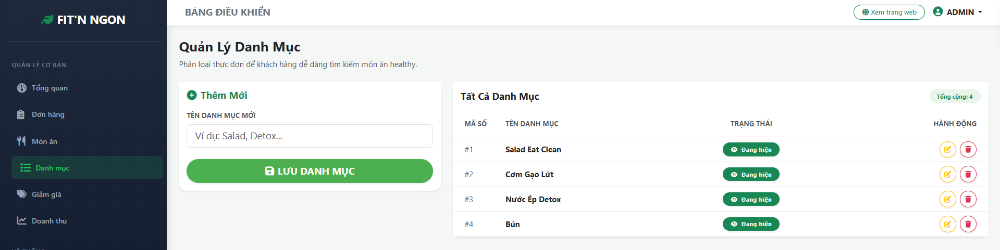 FIT'N NGON
QUẢN LÝ CƠ BẢN
Tổng quan
Đơn hàng
Món ăn
Danh mục
Giảm giá
Doanh thu
BẢNG ĐIỀU KHIỂN
Xem trang web
ADMIN
Quản Lý Danh Mục
Phân loại thực đơn để khách hàng dễ dàng tìm kiếm món ăn healthy.
Thêm Mới
TÊN DANH MỤC MỚI
Ví dụ: Salad, Detox...
LƯU DANH MỤC
Tất Cả Danh Mục
Tổng cộng: 4
MÃ SỐ TÊN DANH MỤC TRẠNG THÁI HÀNH ĐỘNG
#1 Salad Eat Clean Đang hiện
#2 Cơm Gạo Lứt Đang hiện
#3 Nước Ép Detox Đang hiện
#4 Bún Đang hiện